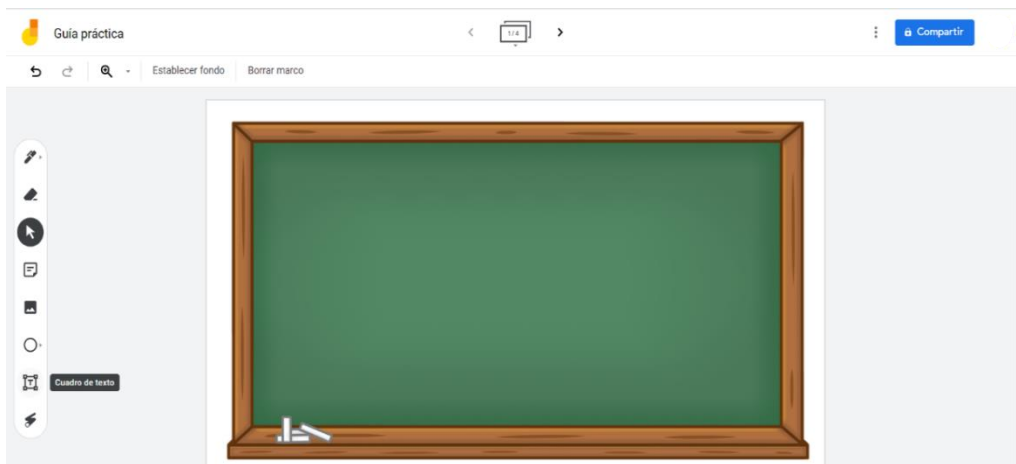 Guía práctica
1/4
Compartir
Establecer fondo
Borrar marco
Cuadro de texto